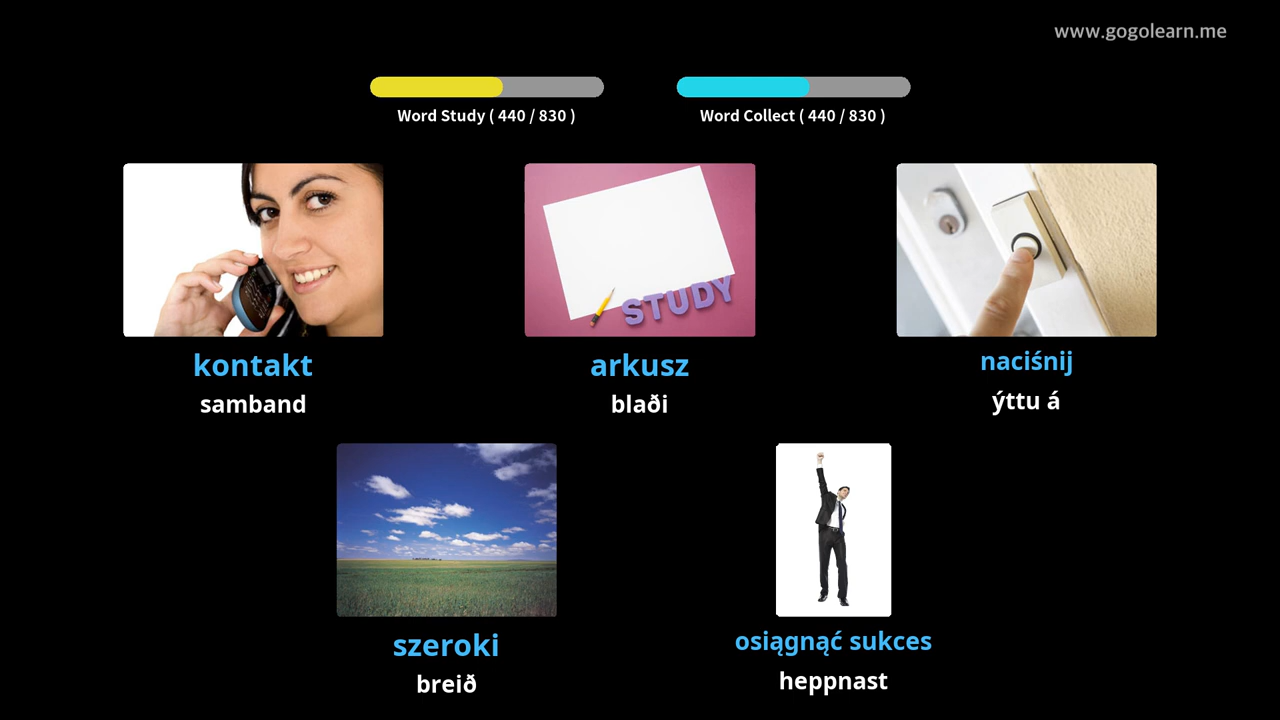 www.gogolearn.me
Word Study ( 440 / 830 )
Word Collect ( 440 / 830 )
STUDY
kontakt
samband
arkusz
blaði
naciśnij
ýttu á
szeroki
breið
osiągnąć sukces
heppnast